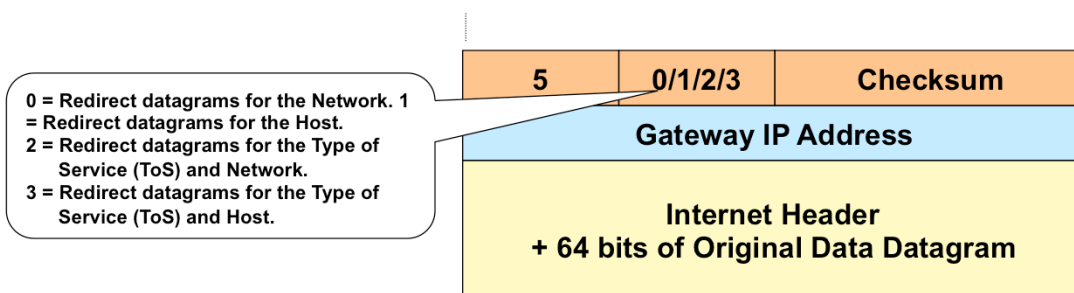 0 = Redirect datagrams for the Network. 1
= Redirect datagrams for the Host.
2 = Redirect datagrams for the Type of
Service (ToS) and Network.
3 = Redirect datagrams for the Type of
Service (ToS) and Host.
5 0/1/2/3 Checksum
Gateway IP Address
Internet Header
+ 64 bits of Original Data Datagram